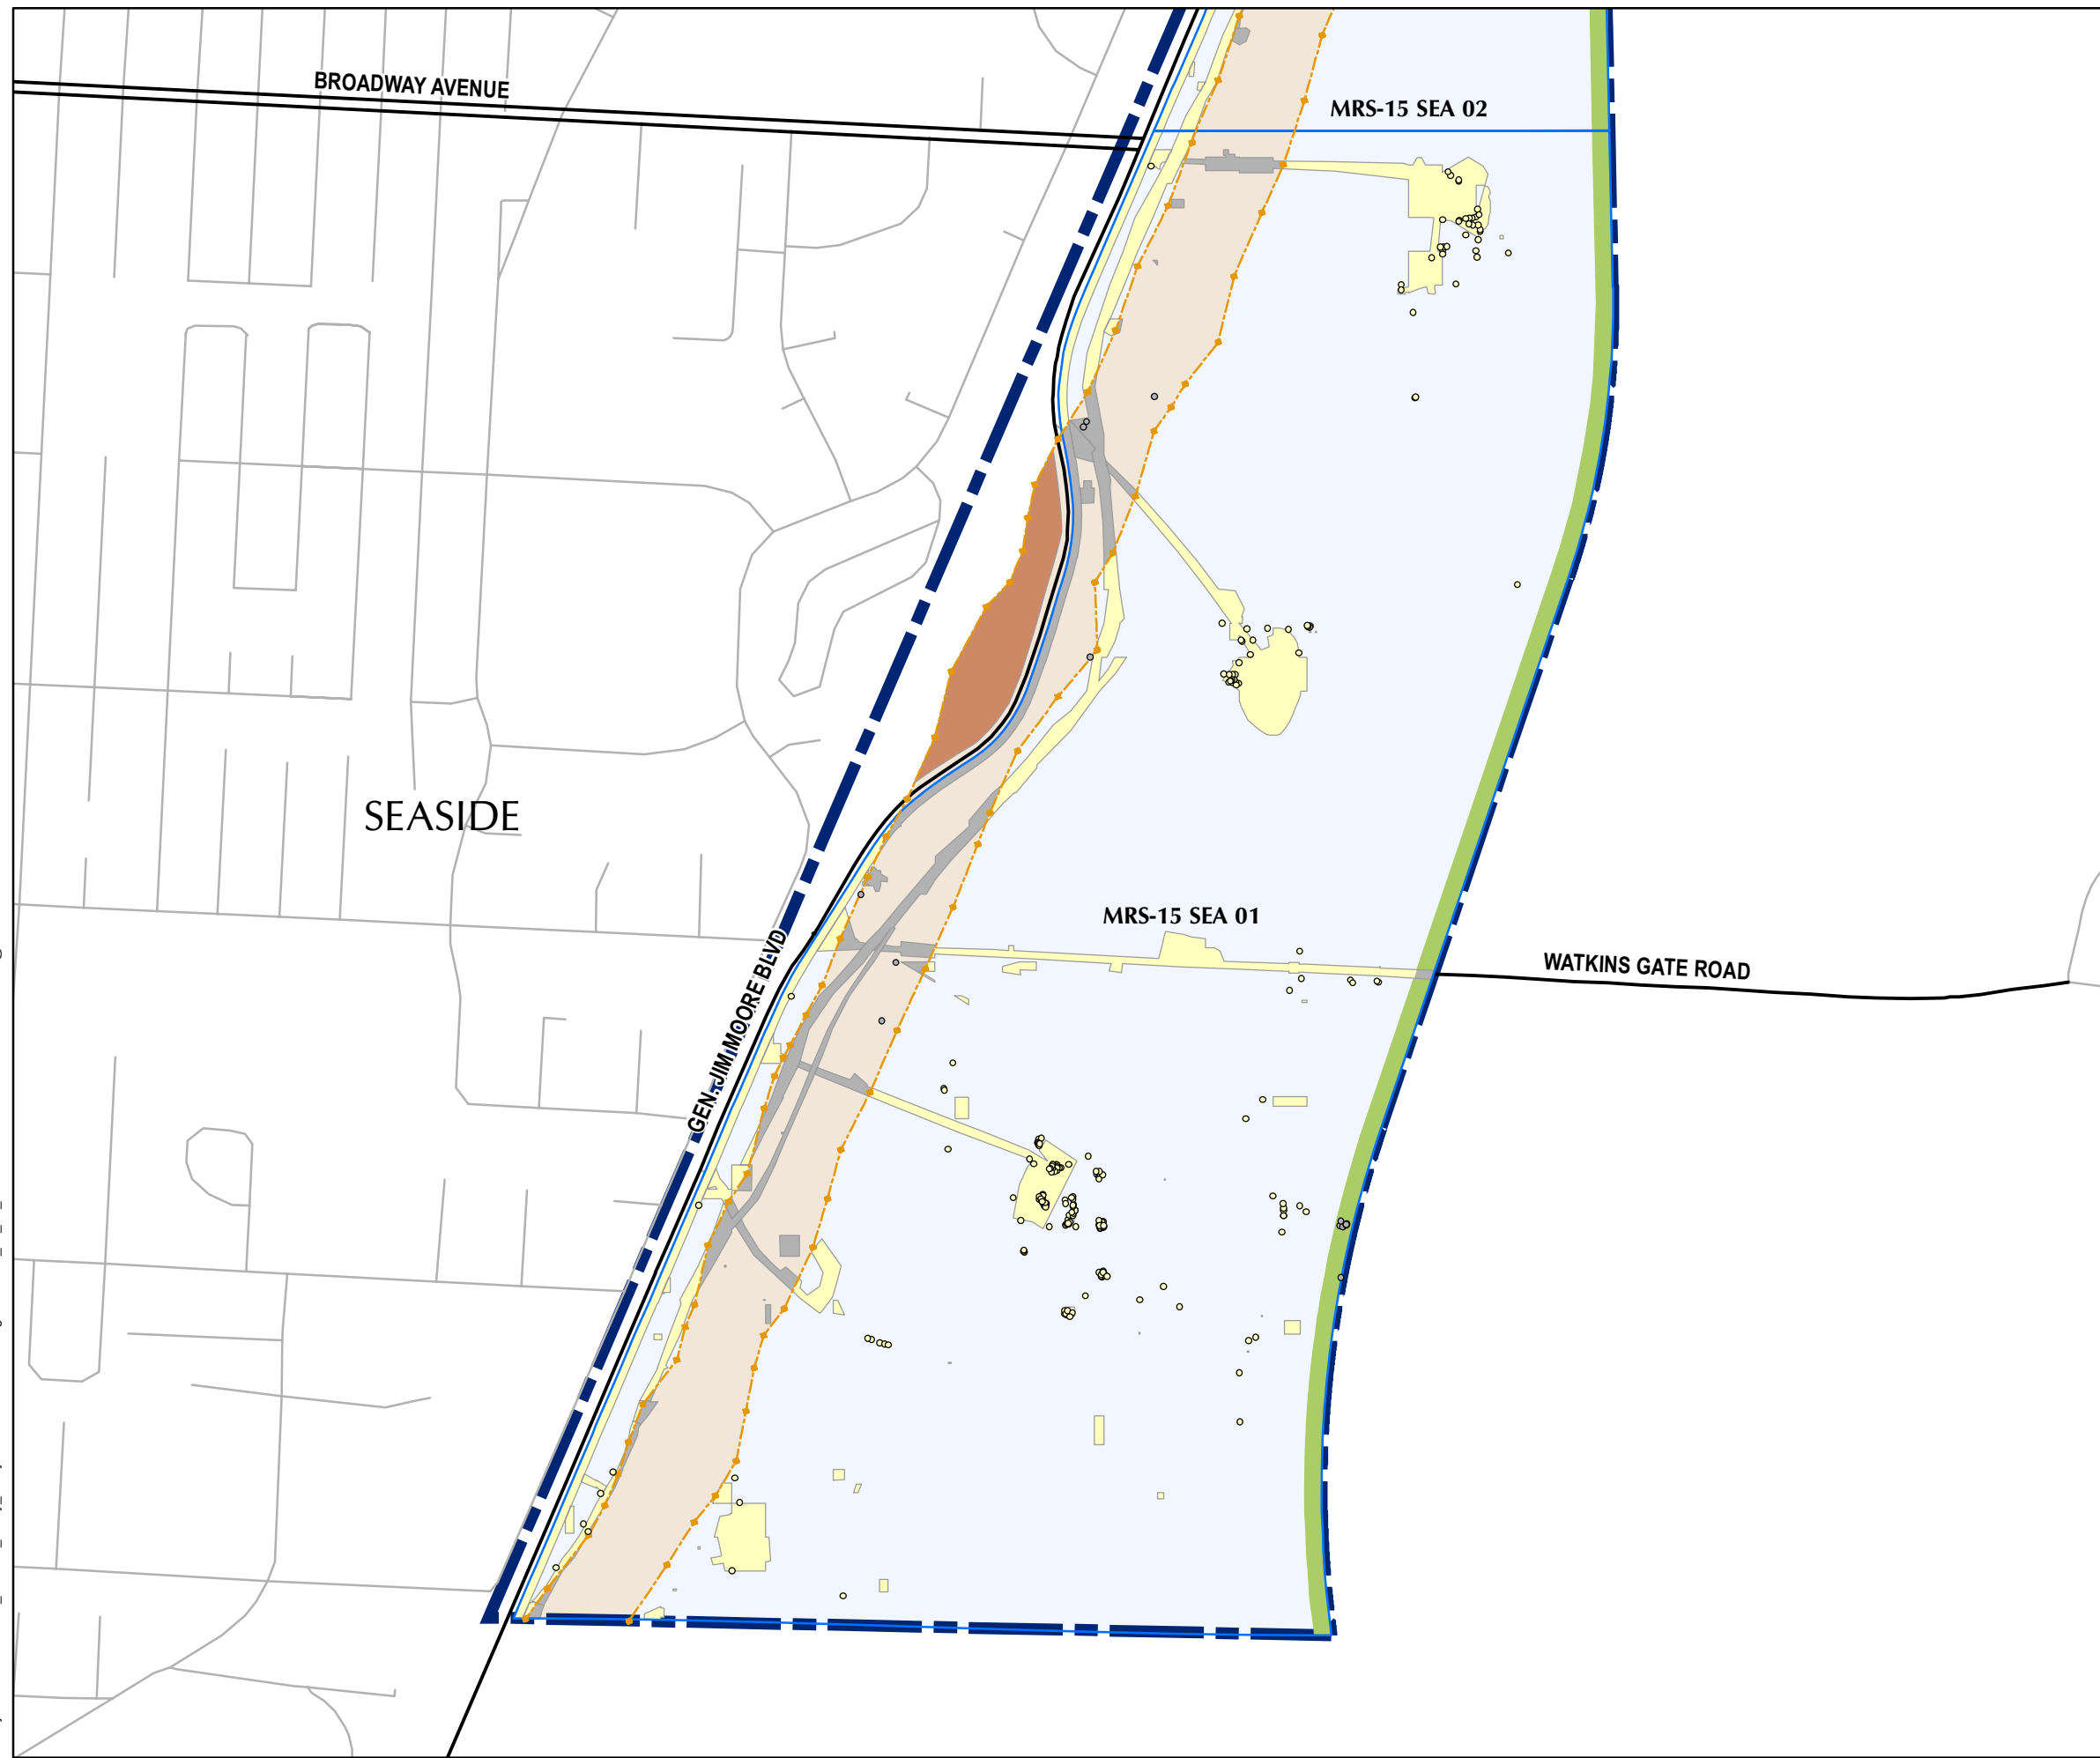 BROADWAY AVENUE
MRS-15 SEA 02
SEASIDE
MRS-15 SEA 01
WATKINS GATE ROAD
GEN. JIM MOORE BLVD